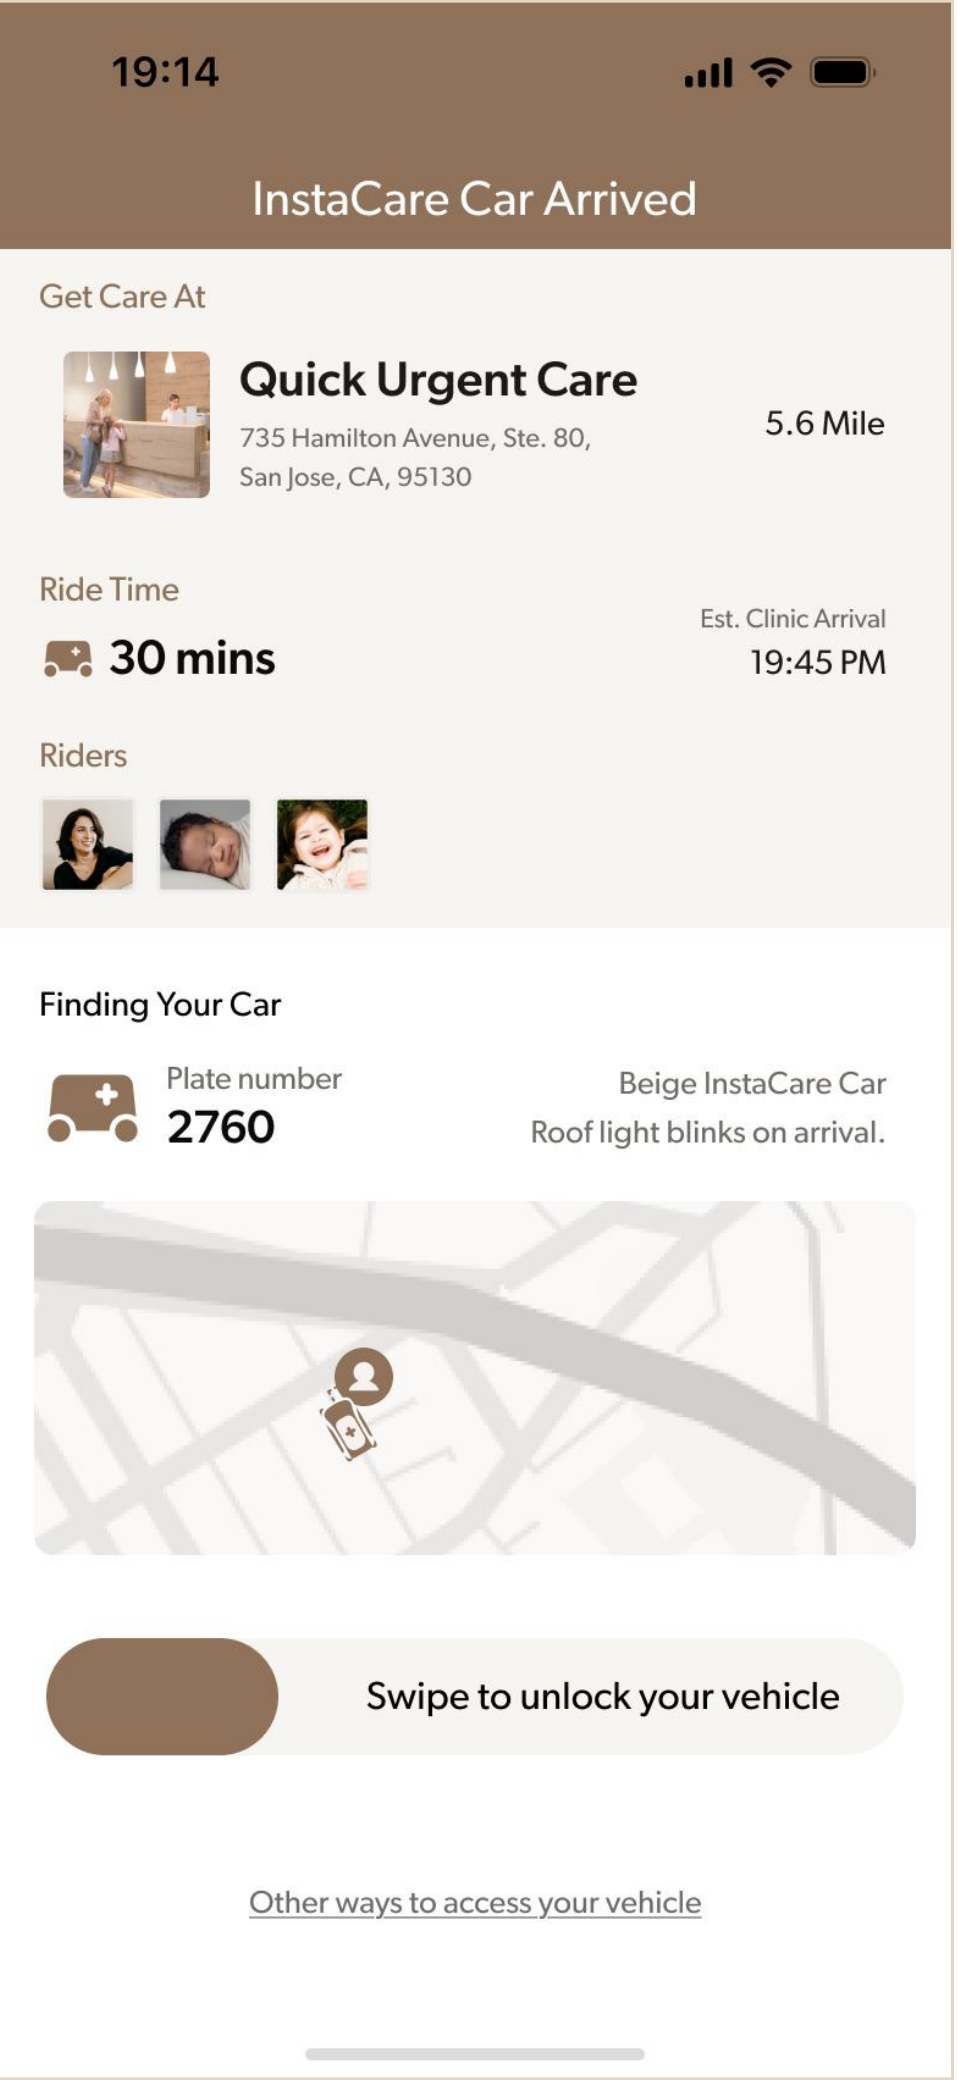 19:14
InstaCare Car Arrived
Get Care At
Quick Urgent Care
735 Hamilton Avenue, Ste. 80,
San Jose, CA, 95130
5.6 Mile
Ride Time
30 mins
Est. Clinic Arrival
19:45 PM
Riders
Finding Your Car
Plate number
2760
Beige InstaCare Car
Roof light blinks on arrival.
Swipe to unlock your vehicle
Other ways to access your vehicle